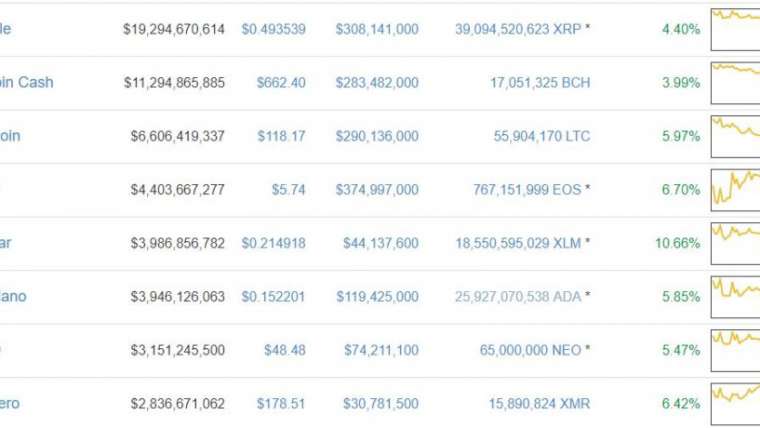 le $19,294,670,614 $0.493539 $308,141,000 39,094,520,623 XRP * 4.40%
oin Cash $11,294,865,885 $662.40 $283,482,000 17,051,325 BCH 3.99%
oin $6,606,419,337 $118.17 $290,136,000 55,904,170 LTC 5.97%
$4,403,667,277 $5.74 $374,997,000 767,151,999 EOS * 6.70%
ar $3,986,856,782 $0.214918 $44,137,600 18,550,595,029 XLM * 10.66%
ano $3,946,126,063 $0.152201 $119,425,000 25,927,070,538 ADA * 5.85%
$3,151,245,500 $48.48 $74,211,100 65,000,000 NEO * 5.47%
ero $2,836,671,062 $178.51 $30,781,500 15,890,824 XMR 6.42%